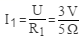 I₁ = U/R₁ = 3 V/5 Ω